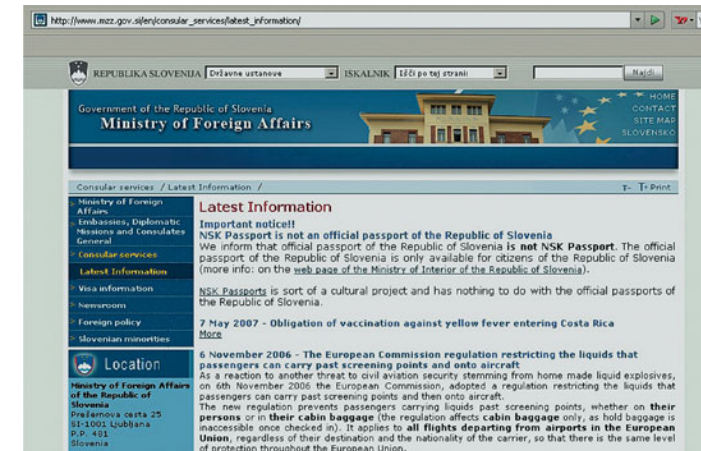 http://www.mzz.gov.si/en/consular_services/latest_information/
REPUBLIKA SLOVENIJA Državne ustanove ISKALNIK Išči po tej strani Najdi
Government of the Republic of Slovenia
Ministry of Foreign Affairs
HOME
CONTACT
SITE MAP
SLOVENSKO
Consular services / Latest Information /
T- T+ Print
Ministry of Foreign
Affairs
Embassies, Diplomatic
Missions and Consulates
General
Consular services
Latest Information
Visa information
Newsroom
Foreign policy
Slovenian minorities
Location
Ministry of Foreign Affairs
of the Republic of
Slovenia
Prešernova cesta 25
SI-1001 Ljubljana
P.P. 481
Slovenia
Latest Information
Important notice!!
NSK Passport is not an official passport of the Republic of Slovenia
We inform that official passport of the Republic of Slovenia is not NSK Passport. The official
passport of the Republic of Slovenia is only available for citizens of the Republic of Slovenia
(more info: on the web page of the Ministry of Interior of the Republic of Slovenia).
NSK Passports is sort of a cultural project and has nothing to do with the official passports of
the Republic of Slovenia.
7 May 2007 - Obligation of vaccination against yellow fever entering Costa Rica
More
6 November 2006 - The European Commission regulation restricting the liquids that
passengers can carry past screening points and onto aircraft
As a reaction to another threat to civil aviation security stemming from home made liquid explosives,
on 6th November 2006 the European Commission, adopted a regulation restricting the liquids that
passengers can carry past screening points and then onto aircraft.
The new regulation prevents passengers carrying liquids past screening points, whether on their
persons or in their cabin baggage (the regulation affects cabin baggage only, as hold baggage is
inaccessible once checked in). It applies to all flights departing from airports in the European
Union, regardless of their destination and the nationality of the carrier, so that there is the same level
of protection throughout the European Union.